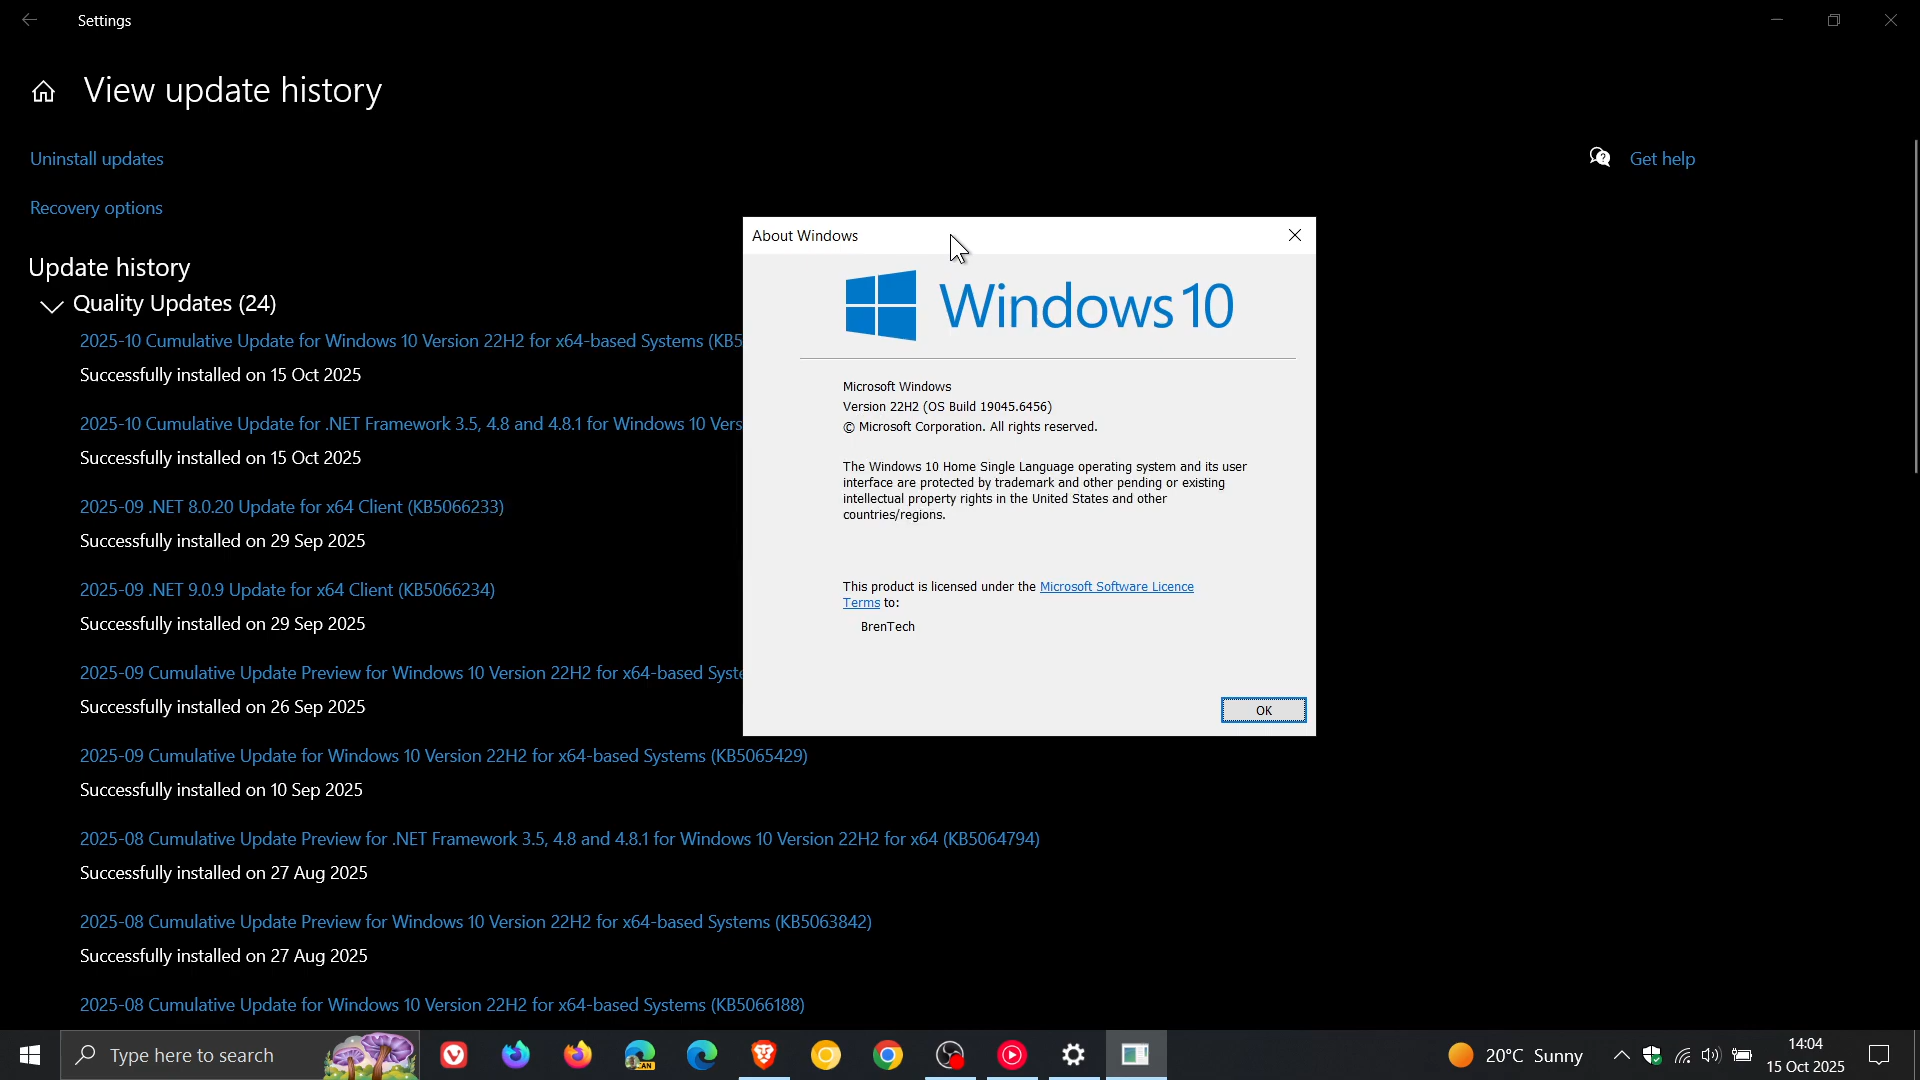 Settings
View update history
Uninstall updates
Get help
Recovery options
Update history
Quality Updates (24)
2025-10 Cumulative Update for Windows 10 Version 22H2 for x64-based Systems (KB5
Successfully installed on 15 Oct 2025
2025-10 Cumulative Update for .NET Framework 3.5, 4.8 and 4.8.1 for Windows 10 Vers
Successfully installed on 15 Oct 2025
2025-09 .NET 8.0.20 Update for x64 Client (KB5066233)
Successfully installed on 29 Sep 2025
2025-09 .NET 9.0.9 Update for x64 Client (KB5066234)
Successfully installed on 29 Sep 2025
2025-09 Cumulative Update Preview for Windows 10 Version 22H2 for x64-based Syste
Successfully installed on 26 Sep 2025
2025-09 Cumulative Update for Windows 10 Version 22H2 for x64-based Systems (KB5065429)
Successfully installed on 10 Sep 2025
2025-08 Cumulative Update Preview for .NET Framework 3.5, 4.8 and 4.8.1 for Windows 10 Version 22H2 for x64 (KB5064794)
Successfully installed on 27 Aug 2025
2025-08 Cumulative Update Preview for Windows 10 Version 22H2 for x64-based Systems (KB5063842)
Successfully installed on 27 Aug 2025
2025-08 Cumulative Update for Windows 10 Version 22H2 for x64-based Systems (KB5066188)
About Windows
Windows 10
Microsoft Windows
Version 22H2 (OS Build 19045.6456)
© Microsoft Corporation. All rights reserved.
The Windows 10 Home Single Language operating system and its user
interface are protected by trademark and other pending or existing
intellectual property rights in the United States and other
countries/regions.
This product is licensed under the Microsoft Software Licence
Terms to:
BrenTech
OK
Type here to search
CAN
20°C Sunny
14:04
15 Oct 2025